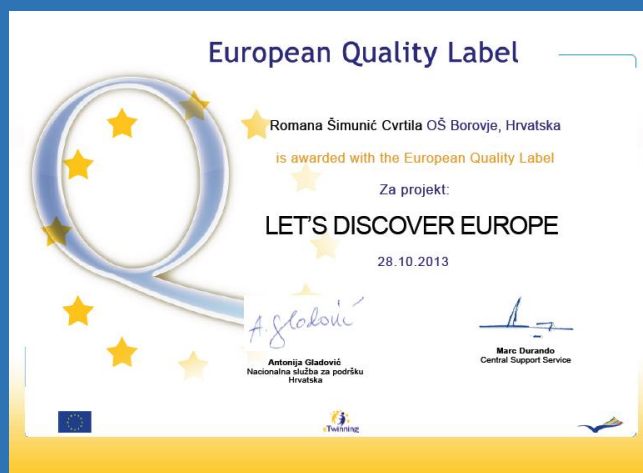 European Quality Label
Romana Šimunić Cvrtila OŠ Borovje, Hrvatska
is awarded with the European Quality Label
Za projekt:
LET'S DISCOVER EUROPE
28.10.2013
A. Gladović
Antonija Gladović
Nacionalna služba za podršku
Hrvatska
Marc Durando
Central Support Service
eTwinning